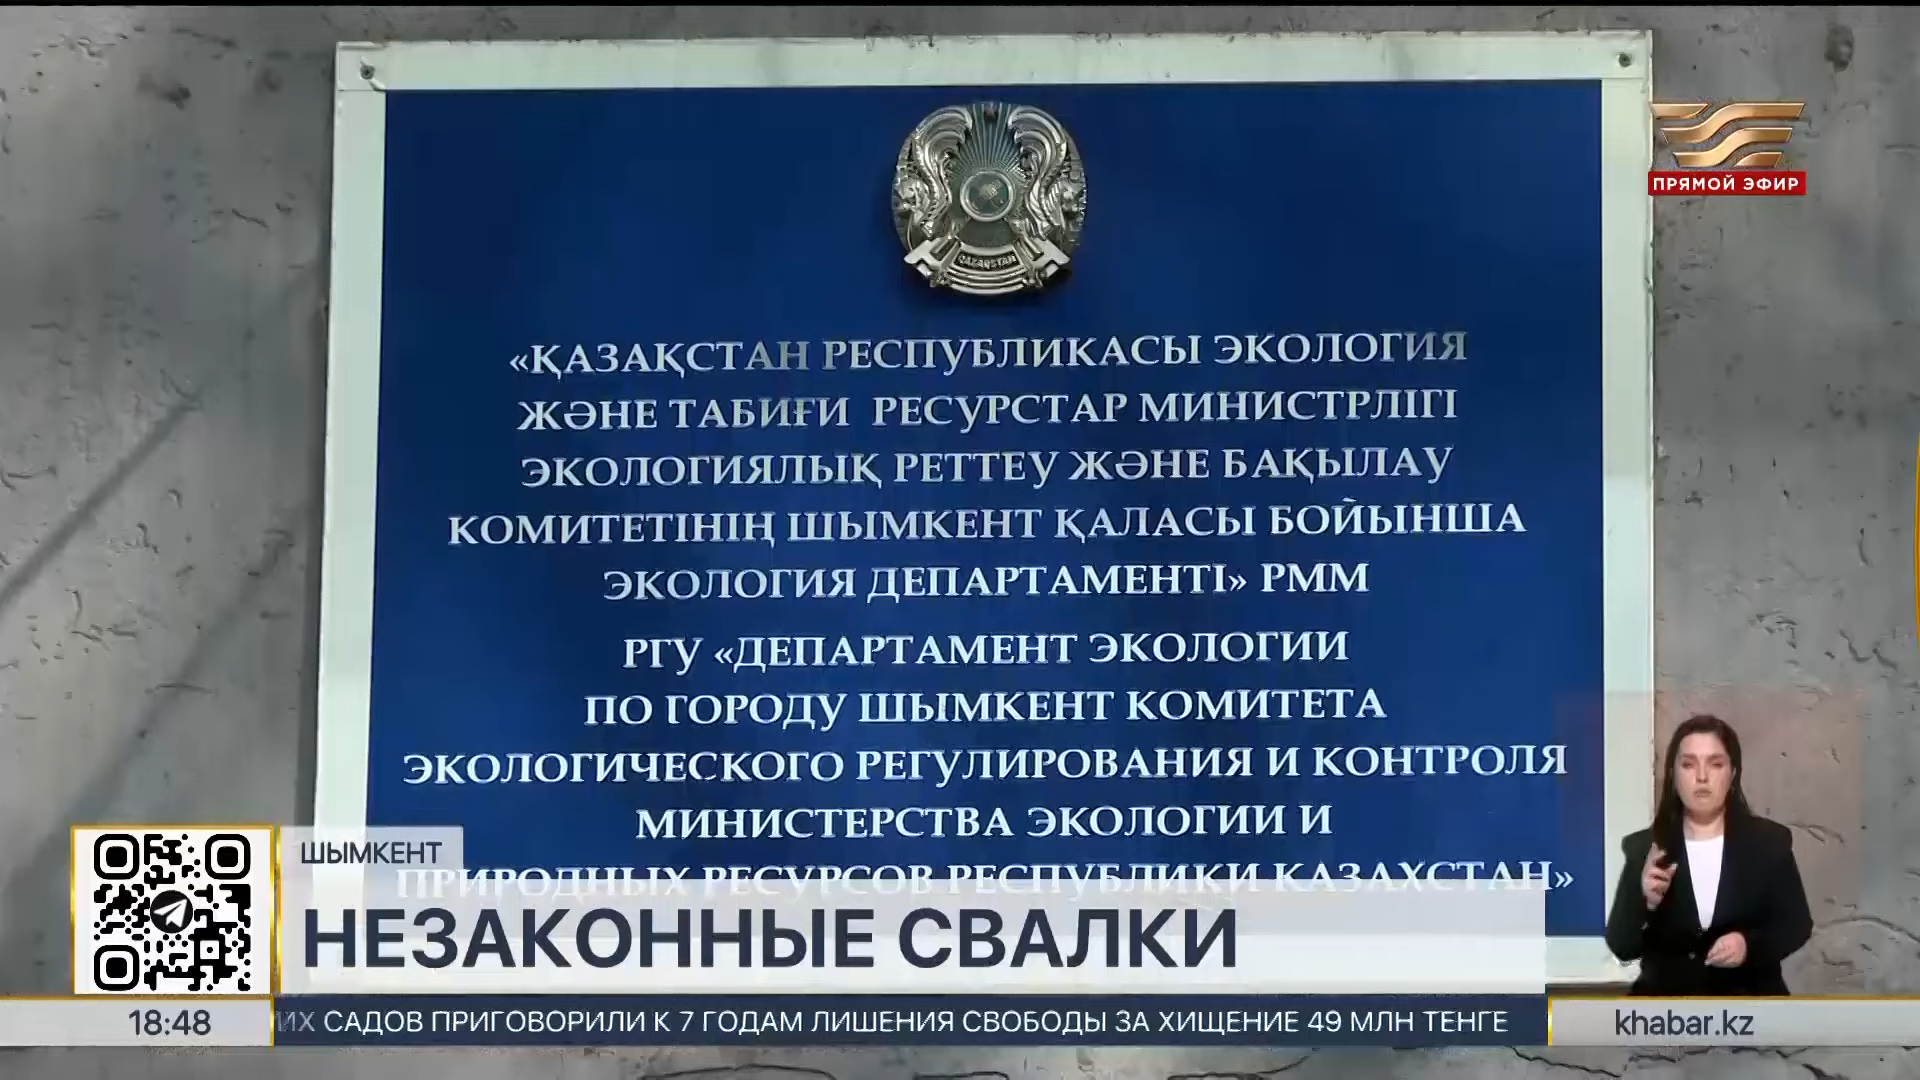 QAZAQSTAN
ПРЯМОЙ ЭФИР
«ҚАЗАҚСТАН РЕСПУБЛИКАСЫ ЭКОЛОГИЯ
ЖӘНЕ ТАБИҒИ РЕСУРСТАР МИНИСТРЛІГІ
ЭКОЛОГИЯЛЫҚ РЕТТЕУ ЖӘНЕ БАҚЫЛАУ
КОМИТЕТІНІҢ ШЫМКЕНТ ҚАЛАСЫ БОЙЫНША
ЭКОЛОГИЯ ДЕПАРТАМЕНТІ» РММ
РГУ «ДЕПАРТАМЕНТ ЭКОЛОГИИ
ПО ГОРОДУ ШЫМКЕНТ КОМИТЕТА
ЭКОЛОГИЧЕСКОГО РЕГУЛИРОВАНИЯ И КОНТРОЛЯ
МИНИСТЕРСТВА ЭКОЛОГИИ И
ПРИРОДНЫХ РЕСУРСОВ РЕСПУБЛИКИ КАЗАХСТАН»
ШЫМКЕНТ
НЕЗАКОННЫЕ СВАЛКИ
18:48
ИХ САДОВ ПРИГОВОРИЛИ К 7 ГОДАМ ЛИШЕНИЯ СВОБОДЫ ЗА ХИЩЕНИЕ 49 МЛН ТЕНГЕ
khabar.kz